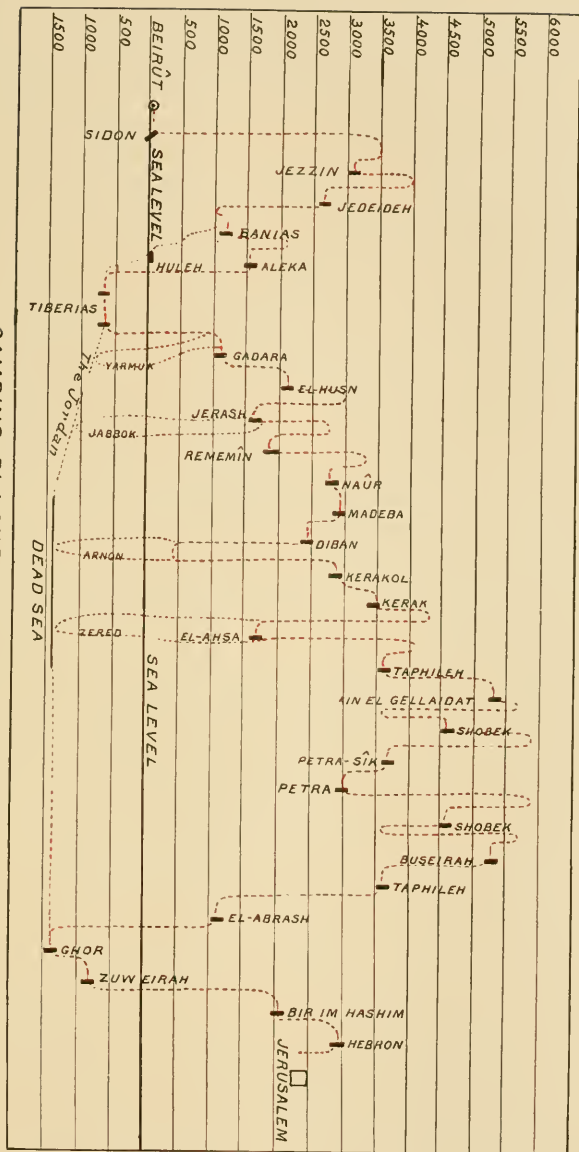 6000
5500
5000
4500
4000
3500
3000
2500
2000
1500
1000
500
BEIRÛT
500
1000
1500
SIDON
SEA LEVEL
JEZZIN
JEDEIDEH
BANIAS
HULEH
ALEKA
TIBERIAS
The Jordan
YARMUK
GADARA
EL-HUSN
JERASH
JABBOK
REMEMÎN
NAÛR
MADEBA
DIBAN
ARNON
KERAKOL
KERAK
DEAD SEA
ZERED
EL-AHSA
SEA LEVEL
TAPHILEH
AIN EL GELLAIDAT
SHOBEK
PETRA-SÎK
PETRA
SHOBEK
BUSEIRAH
TAPHILEH
EL-ABRASH
GHOR
ZUWEIRAH
BIR IM HASHIM
HEBRON
JERUSALEM